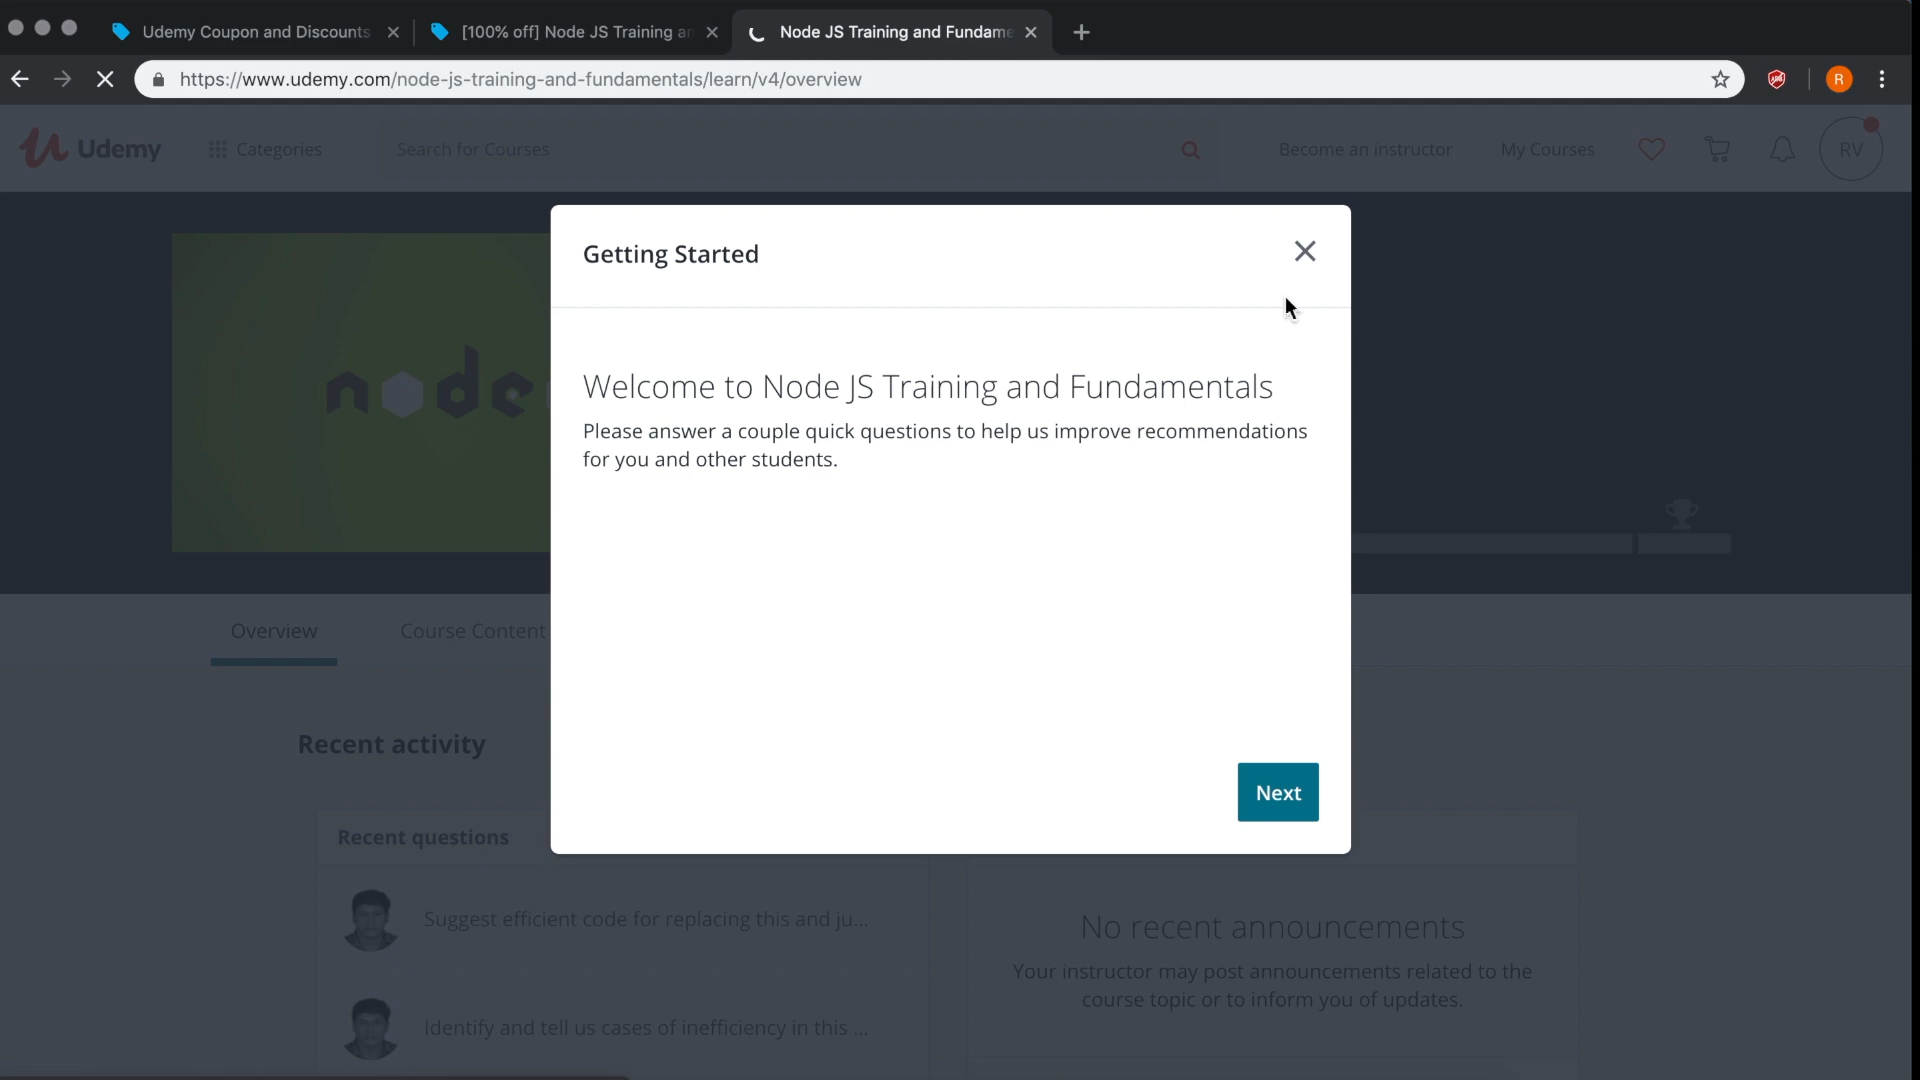 Udemy Coupon and Discounts
[100% off] Node JS Training an
Node JS Training and Fundame
https://www.udemy.com/node-js-training-and-fundamentals/learn/v4/overview
R
Udemy
Categories
Search for Courses
Become an instructor
My Courses
RV
Getting Started
node
Welcome to Node JS Training and Fundamentals
Please answer a couple quick questions to help us improve recommendations
for you and other students.
Overview
Course Content
Recent activity
Next
Recent questions
Suggest efficient code for replacing this and ju...
No recent announcements
Your instructor may post announcements related to the
course topic or to inform you of updates.
Identify and tell us cases of inefficiency in this ...